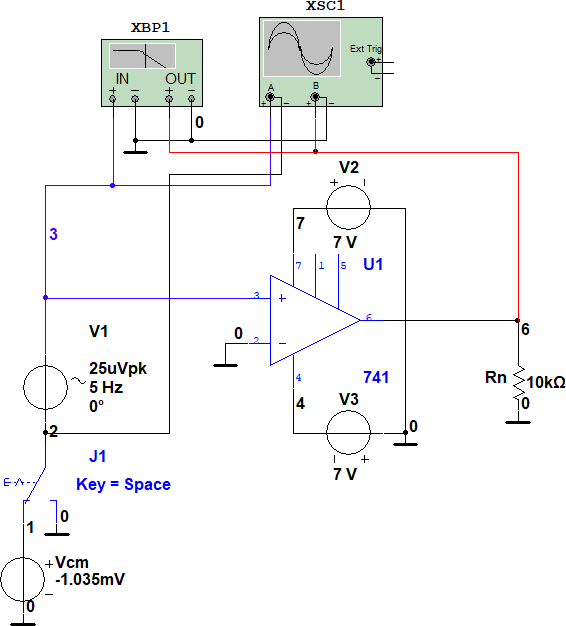 XBP1
XSC1
IN OUT
+ − + −
Ext Trig
+
−
A B
+ − + −
0
V2
+ −
7 V
7
3
7 1 5
U1
3 +
6
6
0 2 −
V1
25uVpk
5 Hz
0°
4
741
4
V3
− +
7 V
0
Rn
10kΩ
0
2
J1
Key = Space
1
0
Vcm
-1.035mV
+
−
0